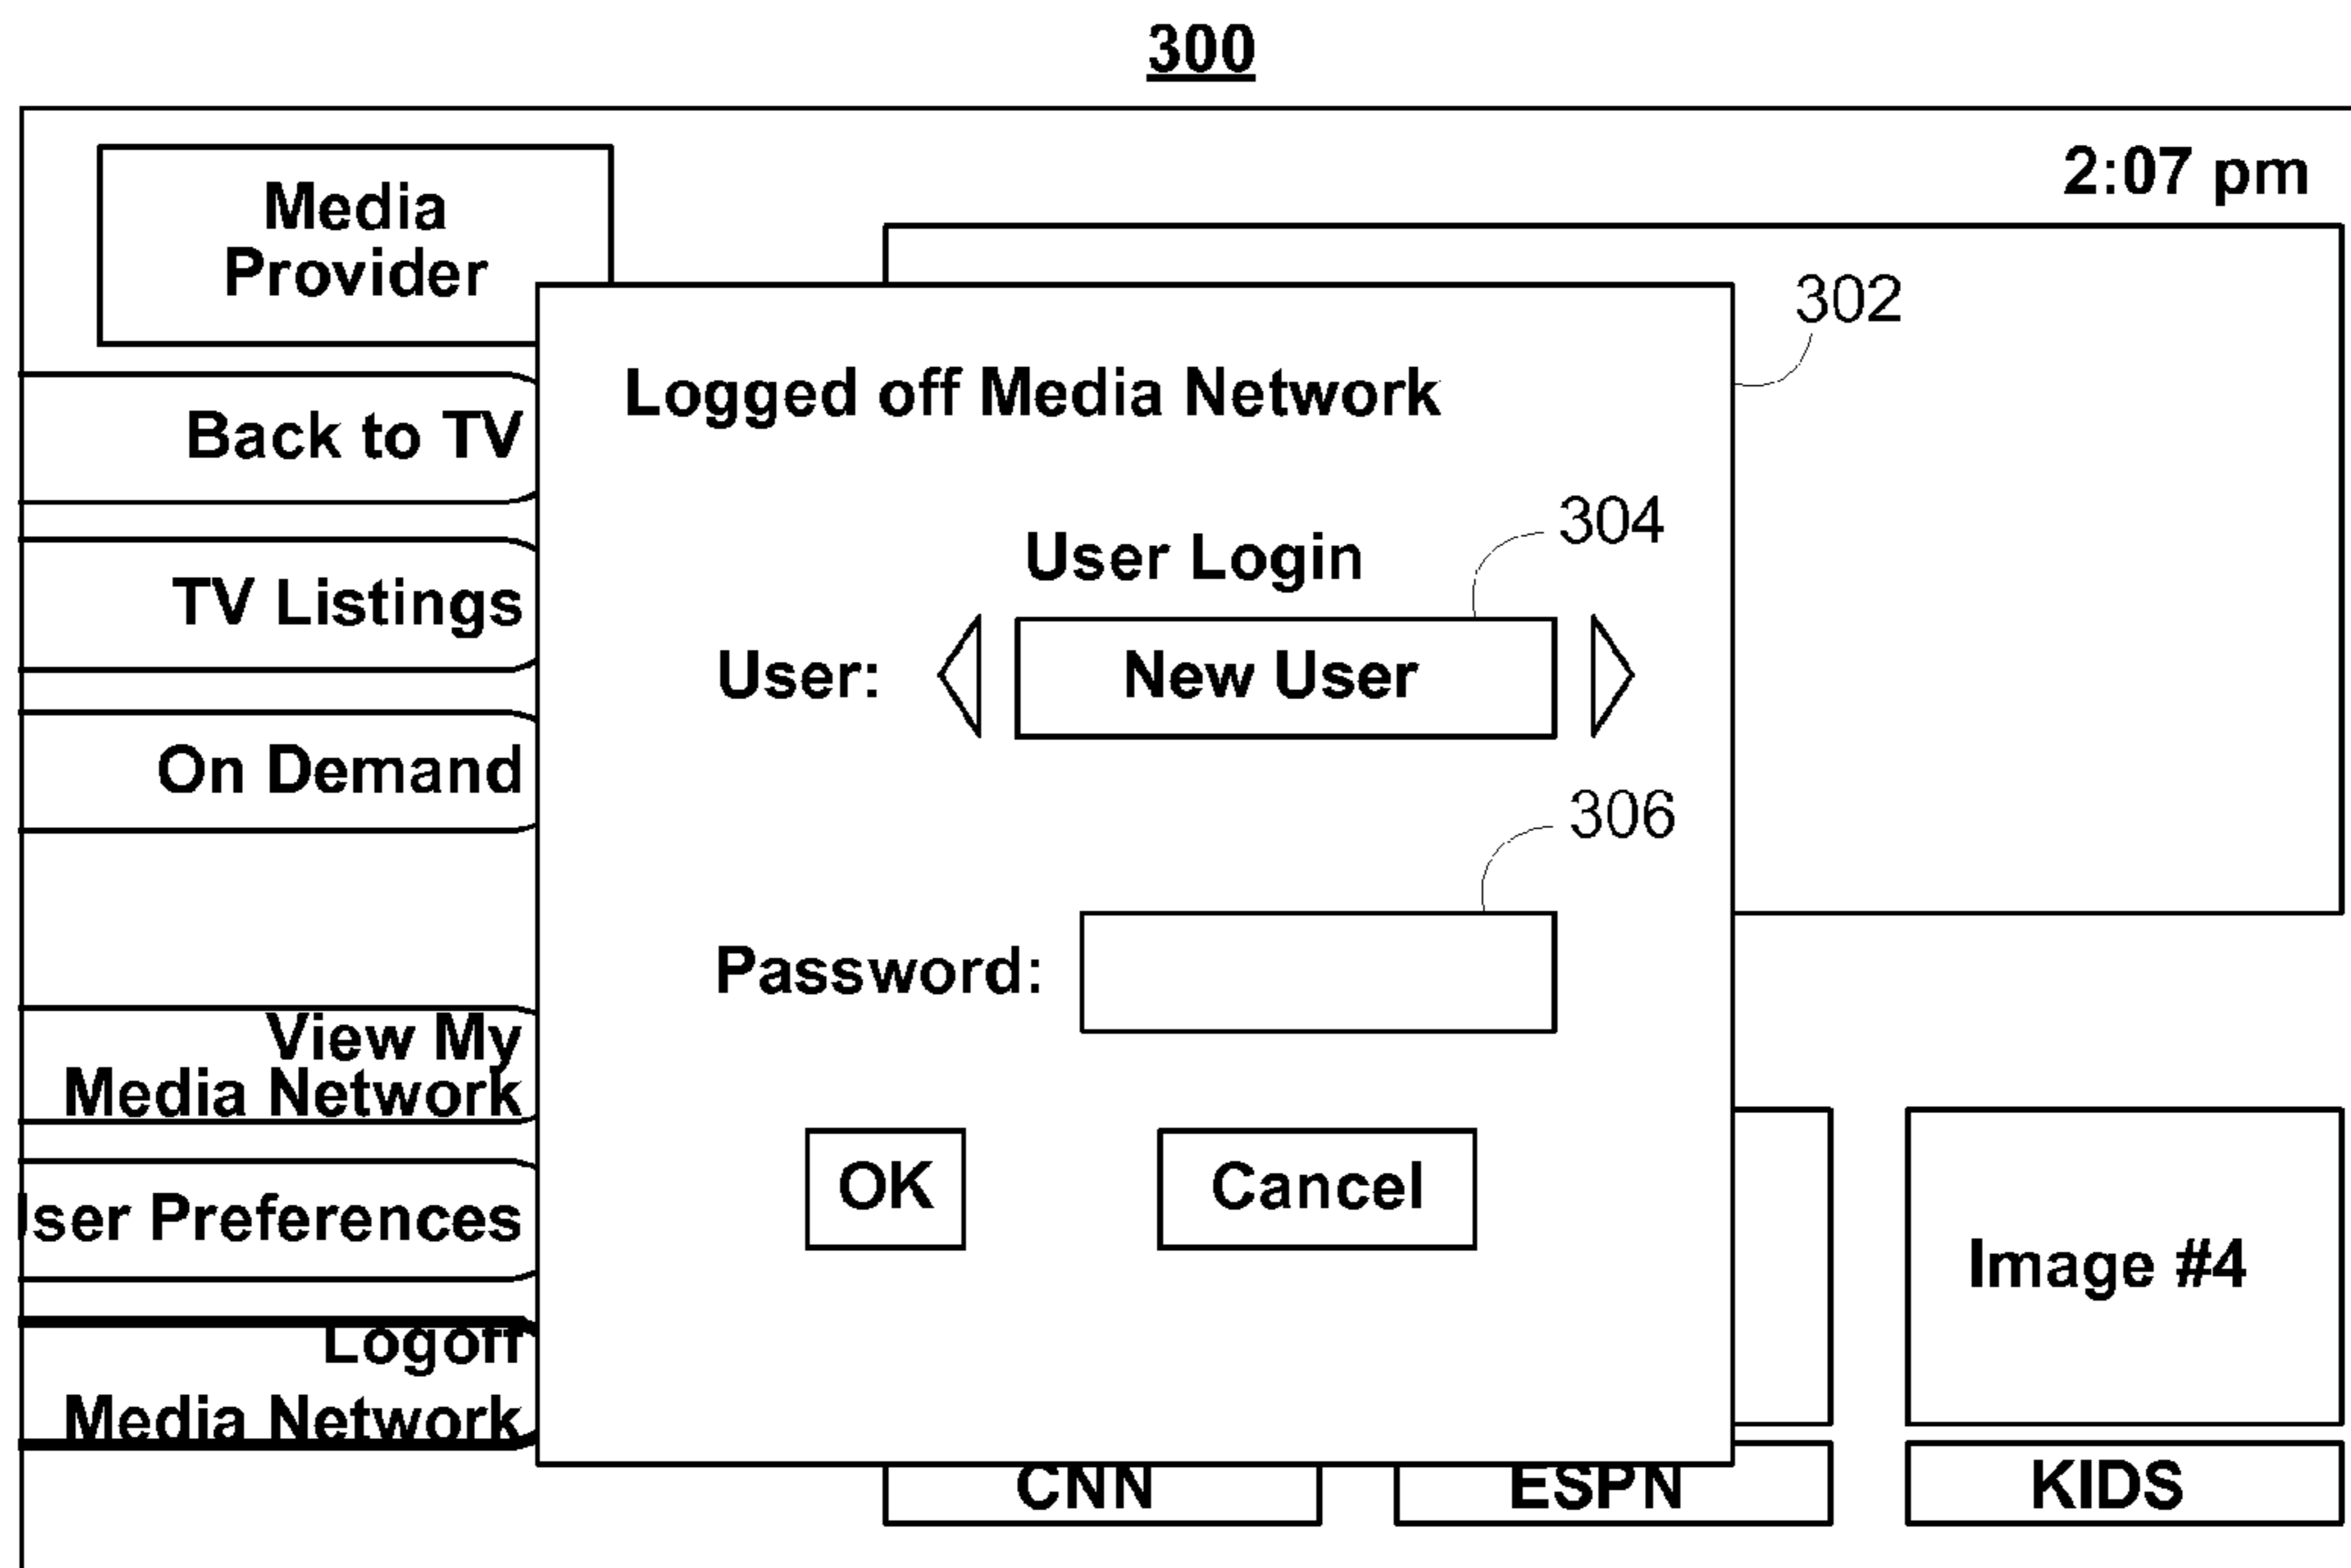 300
2:07 pm
Media
Provider
302
Logged off Media Network
Back to TV
304
User Login
TV Listings
User:
New User
On Demand
306
Password:
View My
Media Network
OK
Cancel
ser Preferences
Image #4
Logoff
Media Network
CNN
ESPN
KIDS